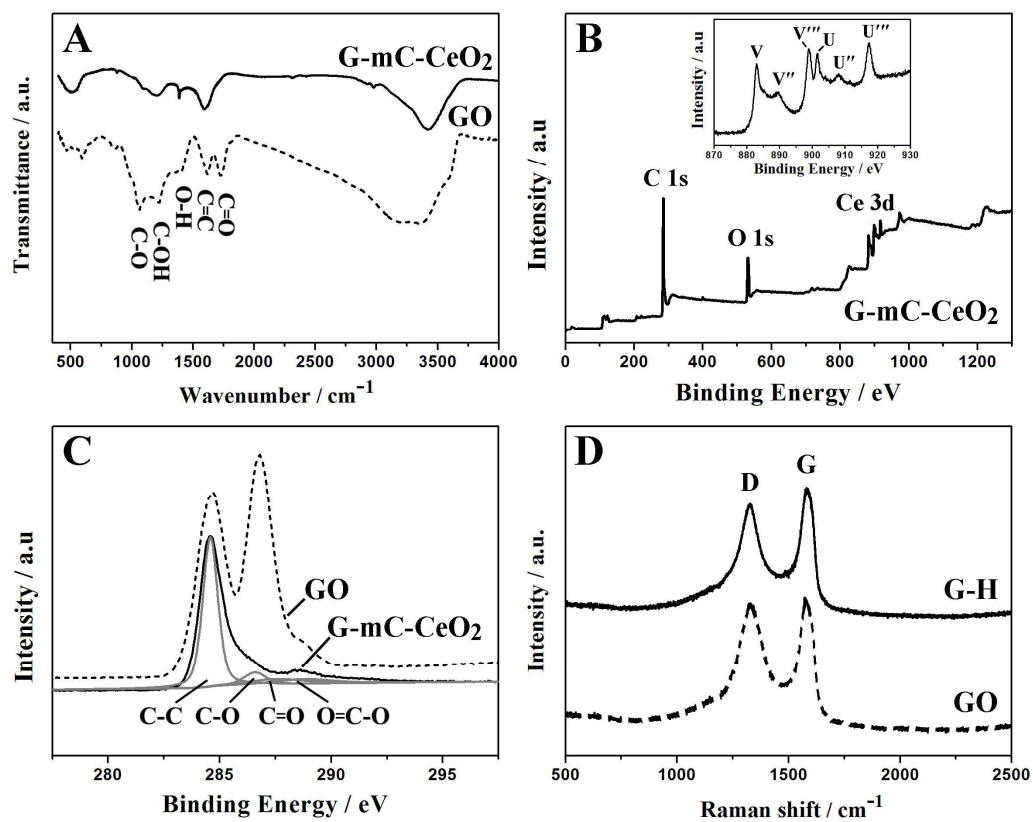 A
G-mC-CeO₂
GO
C-O
C-OH
O-H
C=C
C=O
Transmittance / a.u.
500 1000 1500 2000 2500 3000 3500 4000
Wavenumber / cm⁻¹
B
V
V''
V'''
U
U''
U'''
Intensity / a.u
870 880 890 900 910 920 930
Binding Energy / eV
C 1s
O 1s
Ce 3d
G-mC-CeO₂
Intensity / a.u
0 200 400 600 800 1000 1200
Binding Energy / eV
C
GO
G-mC-CeO₂
C-C C-O C=O O=C-O
Intensity / a.u
280 285 290 295
Binding Energy / eV
D
D
G
G-H
GO
Intensity / a.u.
500 1000 1500 2000 2500
Raman shift / cm⁻¹